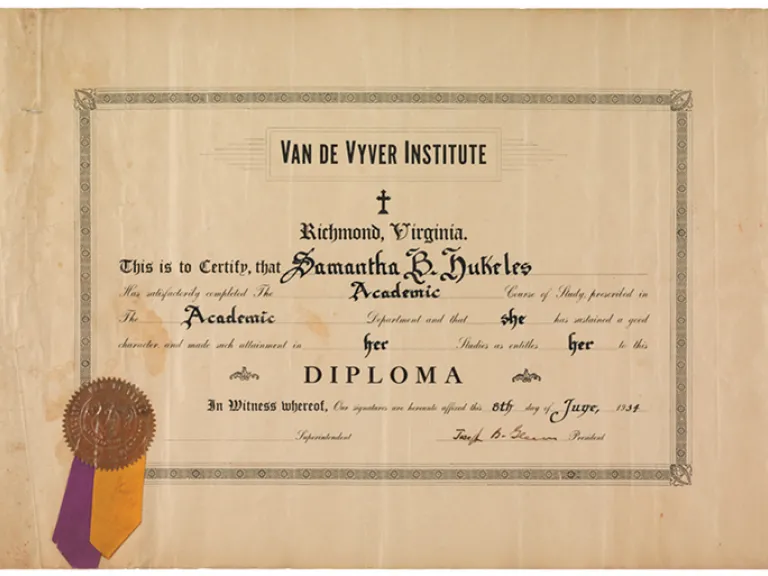 VAN DE VYVER INSTITUTE
Richmond, Virginia.
This is to Certify, that Samantha B. Hukeles
Has satisfactorily completed The Academic Course of Study, prescribed in
The Academic Department and that she has sustained a good
character, and made such attainment in her Studies as entitles her to this
DIPLOMA
In Witness whereof, Our signatures are hereunto affixed this 8th day of June, 1934
Superintendent B. President